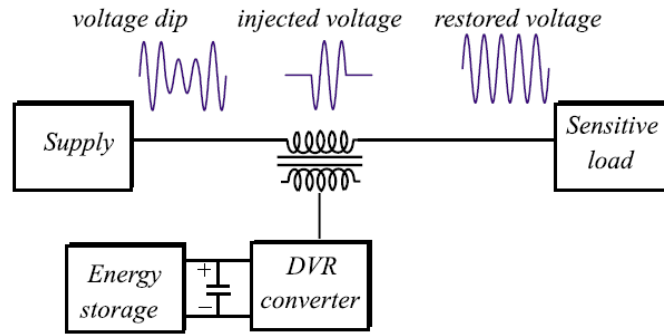 voltage dip
injected voltage
restored voltage
Supply
Sensitive
load
Energy
storage
+
−
DVR
converter